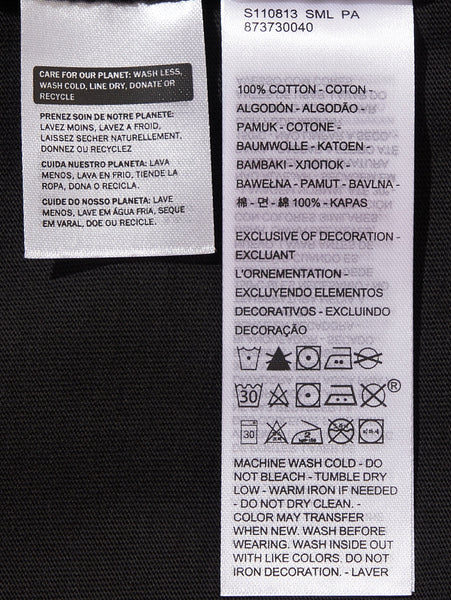 CARE FOR OUR PLANET: WASH LESS,
WASH COLD, LINE DRY, DONATE OR
RECYCLE
PRENEZ SOIN DE NOTRE PLANETE:
LAVEZ MOINS, LAVEZ A FROID,
LAISSEZ SECHER NATURELLEMENT,
DONNEZ OU RECYCLEZ
CUIDA NUESTRO PLANETA: LAVA
MENOS, LAVA EN FRIO, TIENDE LA
ROPA, DONA O RECICLA.
CUIDE DO NOSSO PLANETA: LAVE
MENOS, LAVE EM ÁGUA FRIA, SEQUE
EM VARAL, DOE OU RECICLE.
S110813 SML PA
873730040
100% COTTON - COTON -
ALGODÓN - ALGODÃO -
PAMUK - COTONE -
BAUMWOLLE - KATOEN -
BAMBAKI - ХЛОПОК -
BAWEŁNA - PAMUT - BAVLNA -
棉 - 면 - 綿 100% - KAPAS
EXCLUSIVE OF DECORATION -
EXCLUANT
L'ORNEMENTATION -
EXCLUYENDO ELEMENTOS
DECORATIVOS - EXCLUINDO
DECORAÇÃO
30 ®
30
MACHINE WASH COLD - DO
NOT BLEACH - TUMBLE DRY
LOW - WARM IRON IF NEEDED
- DO NOT DRY CLEAN. -
COLOR MAY TRANSFER
WHEN NEW. WASH BEFORE
WEARING. WASH INSIDE OUT
WITH LIKE COLORS. DO NOT
IRON DECORATION. - LAVER